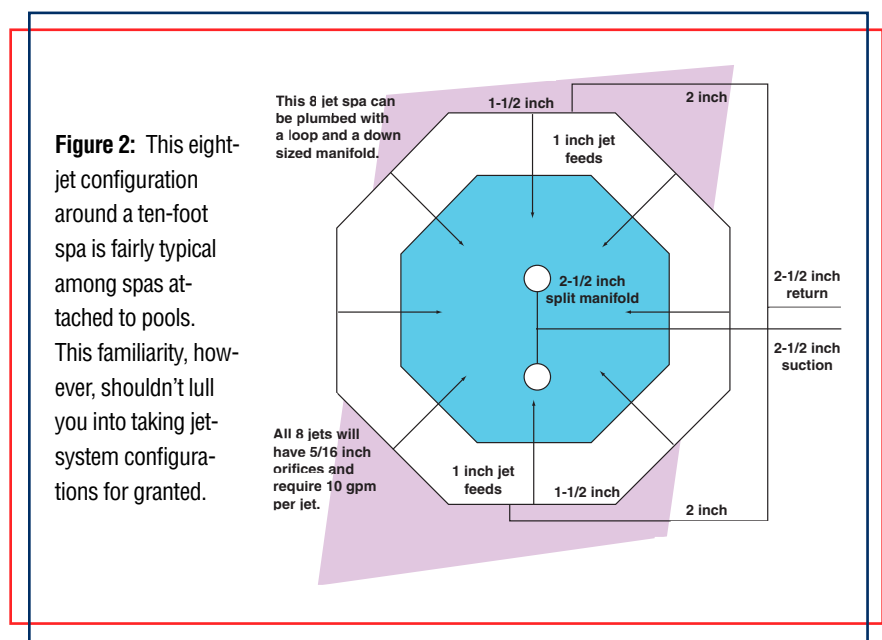 Figure 2: This eight-
jet configuration
around a ten-foot
spa is fairly typical
among spas at-
tached to pools.
This familiarity, how-
ever, shouldn’t lull
you into taking jet-
system configura-
tions for granted.
This 8 jet spa can
be plumbed with
a loop and a down
sized manifold.
1-1/2 inch
2 inch
1 inch jet
feeds
2-1/2 inch
split manifold
2-1/2 inch
return
2-1/2 inch
suction
All 8 jets will
have 5/16 inch
orifices and
require 10 gpm
per jet.
1 inch jet
feeds
1-1/2 inch
2 inch